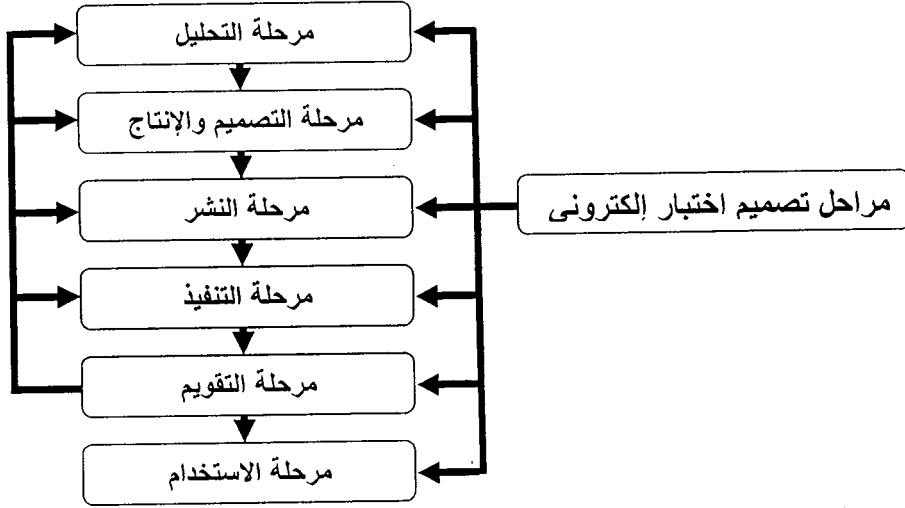 مرحلة التحليل
مرحلة التصميم والإنتاج
مراحل تصميم اختبار إلكترونى
مرحلة النشر
مرحلة التنفيذ
مرحلة التقويم
مرحلة الاستخدام